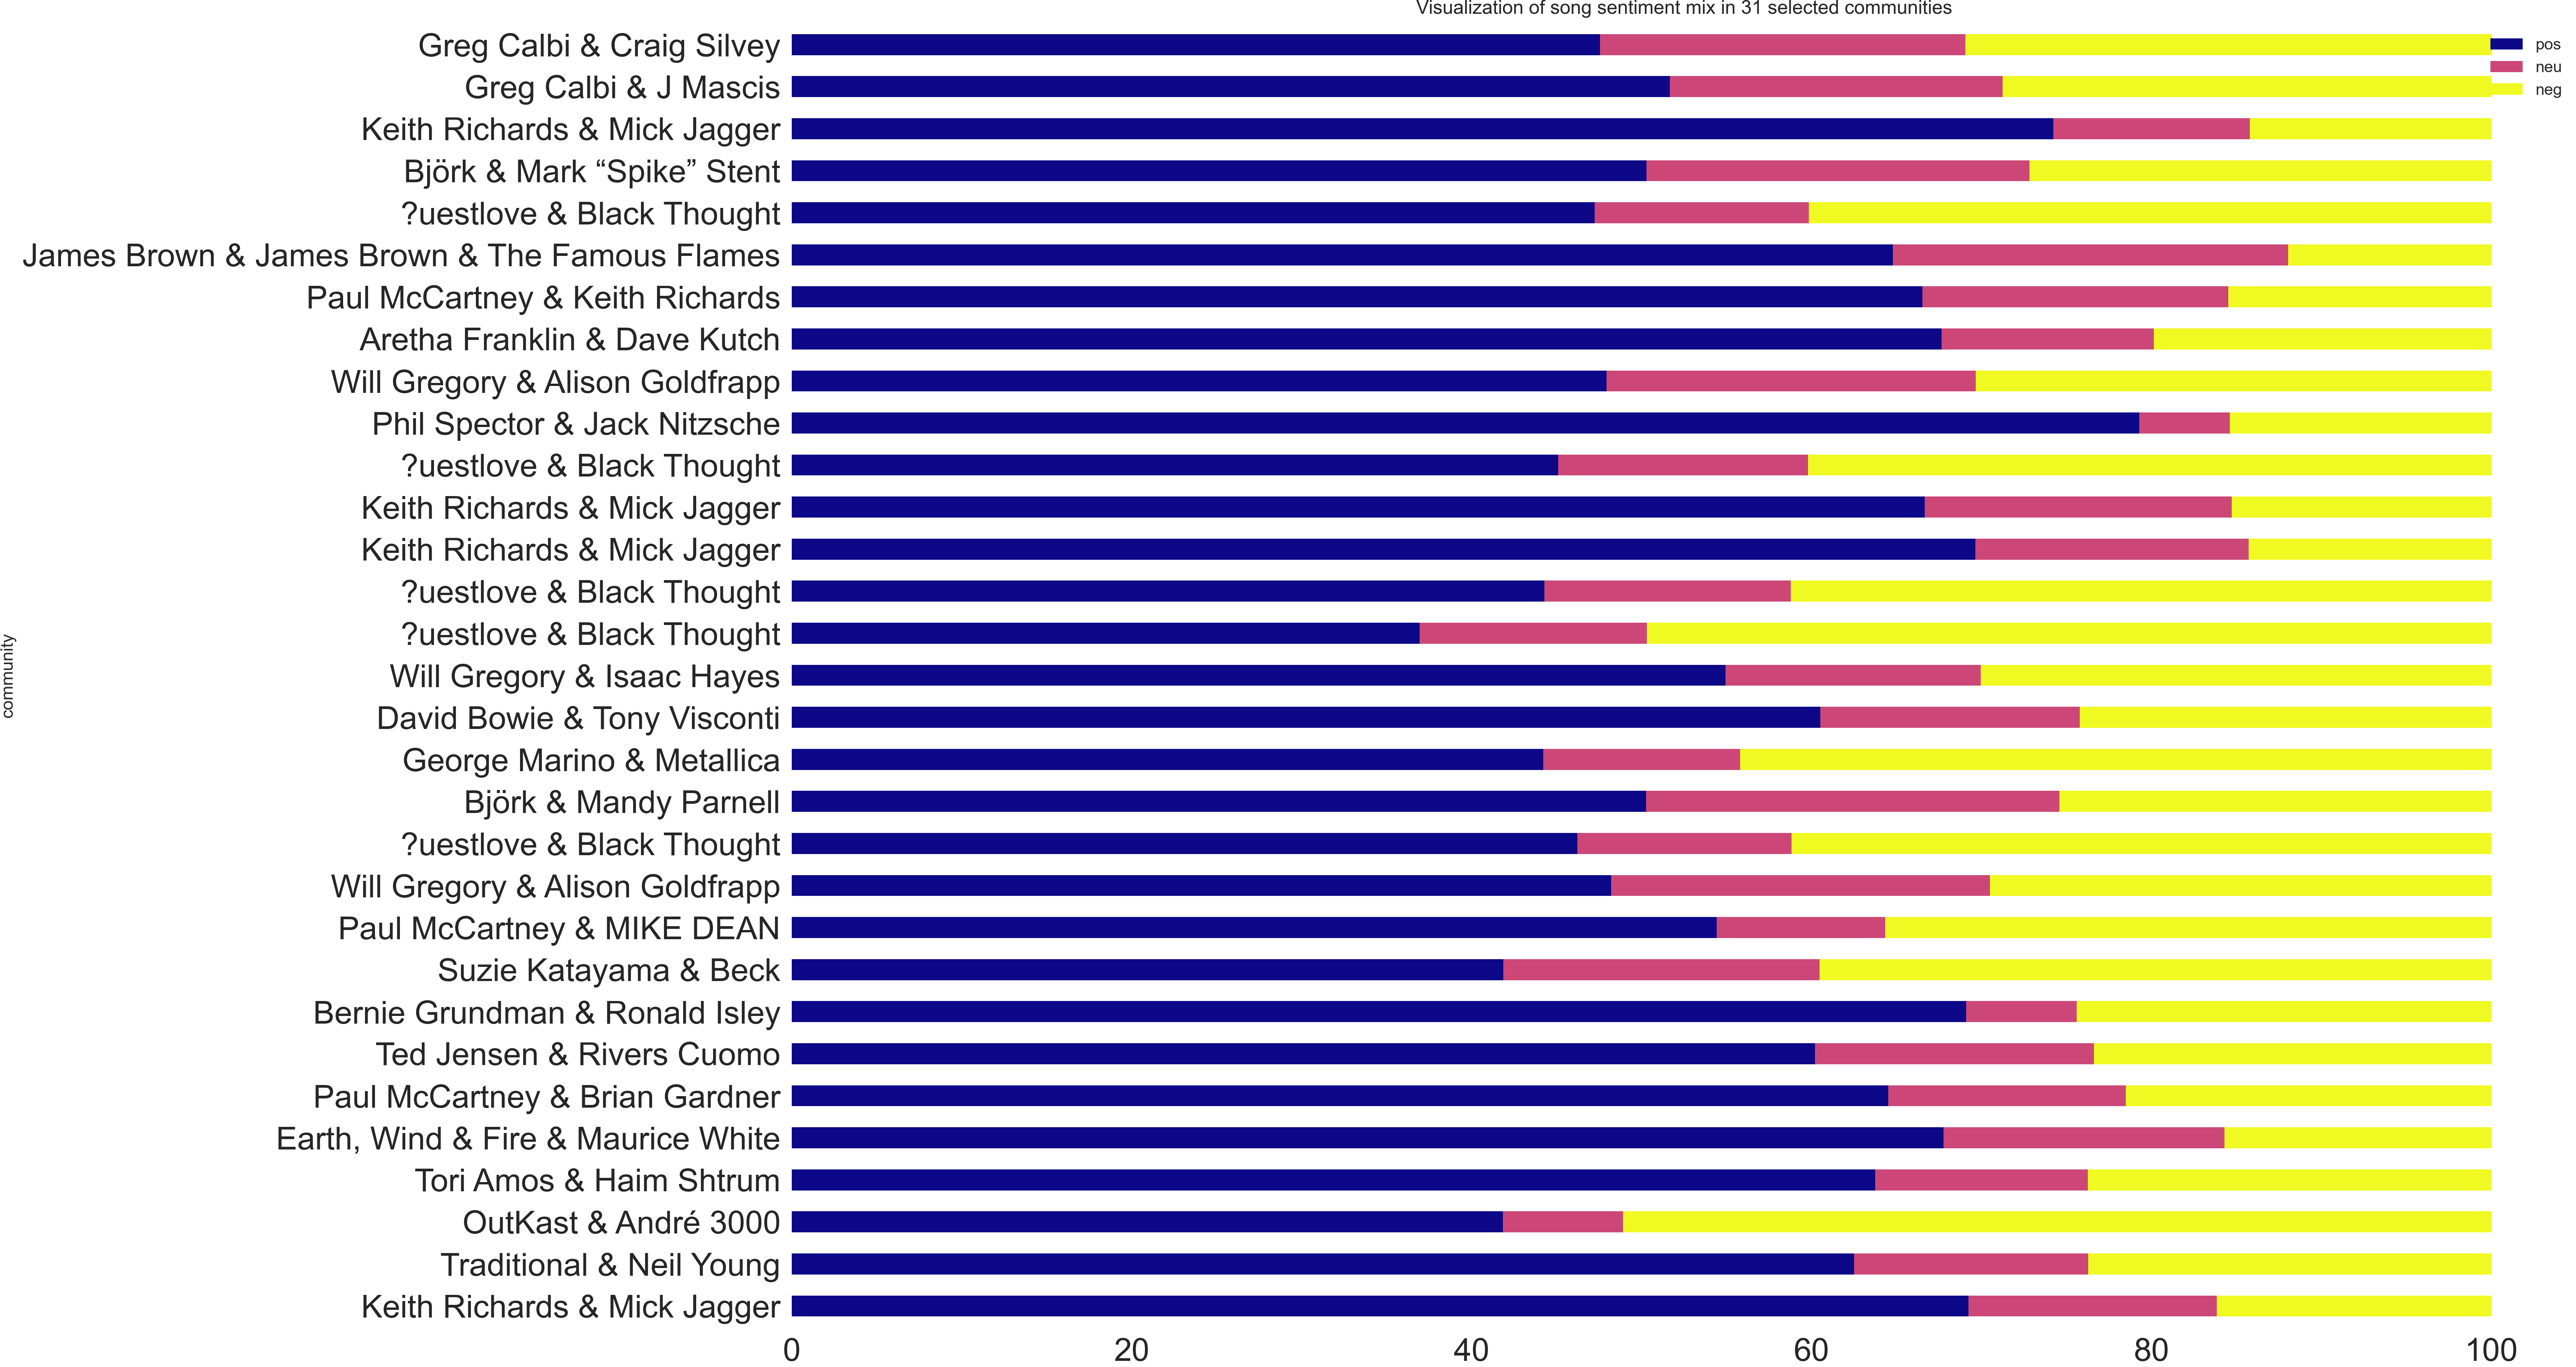 Visualization of song sentiment mix in 31 selected communities
pos
neu
neg
community
Greg Calbi & Craig Silvey
Greg Calbi & J Mascis
Keith Richards & Mick Jagger
Björk & Mark “Spike” Stent
?uestlove & Black Thought
James Brown & James Brown & The Famous Flames
Paul McCartney & Keith Richards
Aretha Franklin & Dave Kutch
Will Gregory & Alison Goldfrapp
Phil Spector & Jack Nitzsche
?uestlove & Black Thought
Keith Richards & Mick Jagger
Keith Richards & Mick Jagger
?uestlove & Black Thought
?uestlove & Black Thought
Will Gregory & Isaac Hayes
David Bowie & Tony Visconti
George Marino & Metallica
Björk & Mandy Parnell
?uestlove & Black Thought
Will Gregory & Alison Goldfrapp
Paul McCartney & MIKE DEAN
Suzie Katayama & Beck
Bernie Grundman & Ronald Isley
Ted Jensen & Rivers Cuomo
Paul McCartney & Brian Gardner
Earth, Wind & Fire & Maurice White
Tori Amos & Haim Shtrum
OutKast & André 3000
Traditional & Neil Young
Keith Richards & Mick Jagger
0 20 40 60 80 100